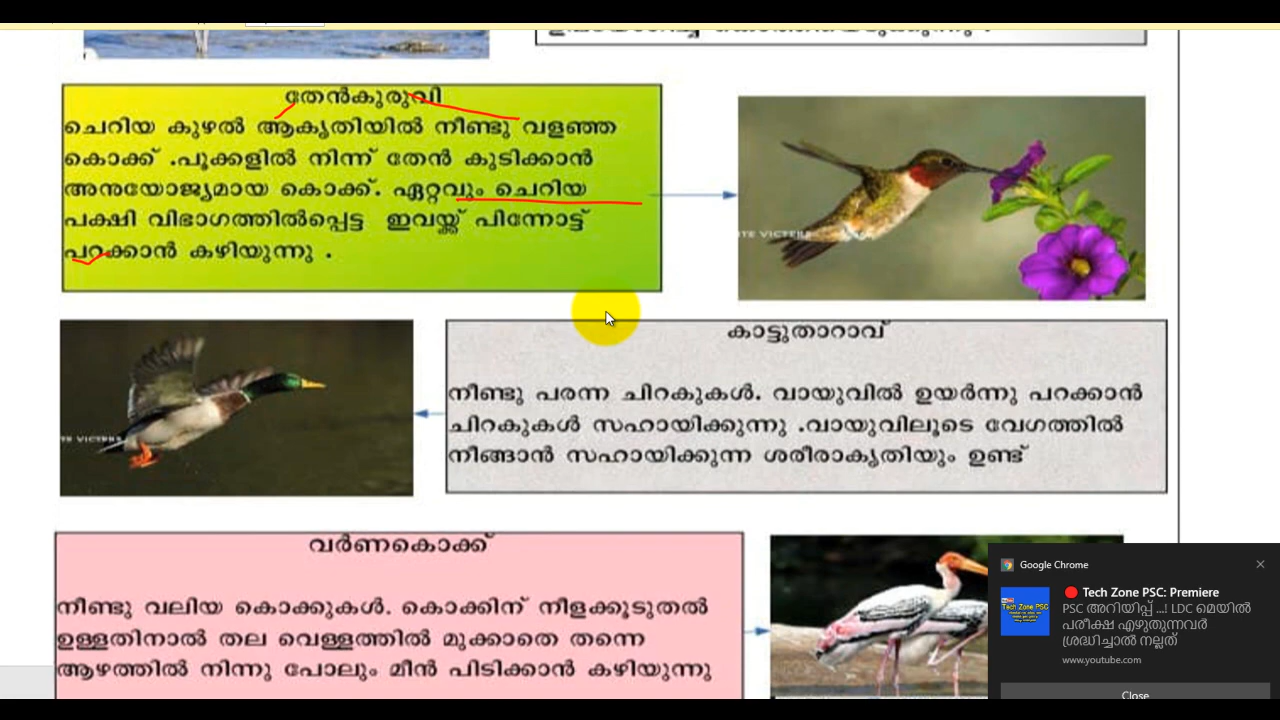 തേൻകുരുവി
ചെറിയ കുഴൽ ആകൃതിയിൽ നീണ്ടു വളഞ്ഞ
കൊക്ക് .പൂക്കളിൽ നിന്ന് തേൻ കുടിക്കാൻ
അനുയോജ്യമായ കൊക്ക്. ഏറ്റവും ചെറിയ
പക്ഷി വിഭാഗത്തിൽപ്പെട്ട ഇവയ്ക്ക് പിന്നോട്ട്
പറക്കാൻ കഴിയുന്നു .
കാട്ടുതാറാവ്
നീണ്ടു പരന്ന ചിറകുകൾ. വായുവിൽ ഉയർന്നു പറക്കാൻ
ചിറകുകൾ സഹായിക്കുന്നു .വായുവിലൂടെ വേഗത്തിൽ
നീങ്ങാൻ സഹായിക്കുന്ന ശരീരാകൃതിയും ഉണ്ട്
വർണകൊക്ക്
നീണ്ടു വലിയ കൊക്കുകൾ. കൊക്കിന് നീളക്കൂടുതൽ
ഉള്ളതിനാൽ തല വെള്ളത്തിൽ മുക്കാതെ തന്നെ
ആഴത്തിൽ നിന്നു പോലും മീൻ പിടിക്കാൻ കഴിയുന്നു
Google Chrome
Tech Zone PSC
Tech Zone PSC: Premiere
PSC അറിയിപ്പ് ...! LDC മെയിൽ
പരീക്ഷ എഴുതുന്നവർ
ശ്രദ്ധിച്ചാൽ നല്ലത്
www.youtube.com
Close